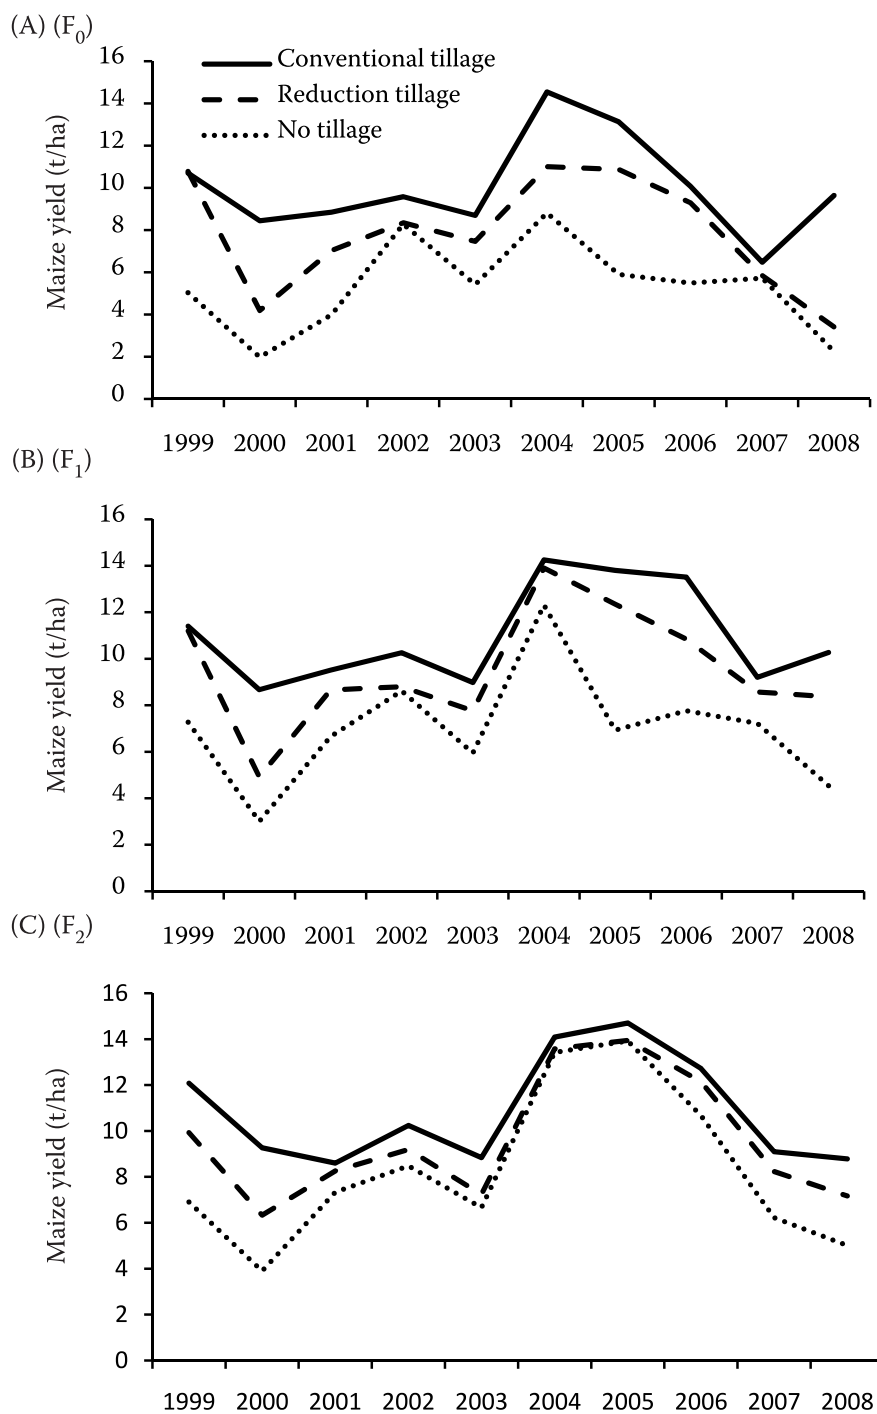 (A) (F0)
16
14
12
10
8
6
4
2
0
Maize yield (t/ha)
Conventional tillage
Reduction tillage
No tillage
1999 2000 2001 2002 2003 2004 2005 2006 2007 2008
(B) (F1)
16
14
12
10
8
6
4
2
0
Maize yield (t/ha)
1999 2000 2001 2002 2003 2004 2005 2006 2007 2008
(C) (F2)
16
14
12
10
8
6
4
2
0
Maize yield (t/ha)
1999 2000 2001 2002 2003 2004 2005 2006 2007 2008